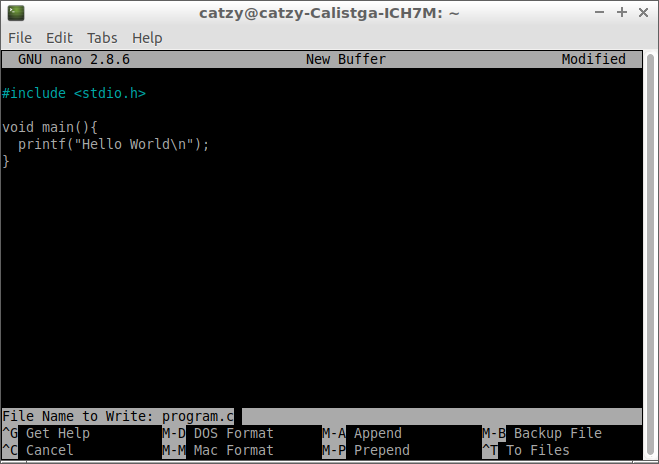 catzy@catzy-Calistga-ICH7M: ~
File Edit Tabs Help
GNU nano 2.8.6 New Buffer Modified
#include <stdio.h>
void main(){
  printf("Hello World\n");
}
File Name to Write: program.c
^G Get Help M-D DOS Format M-A Append M-B Backup File
^C Cancel M-M Mac Format M-P Prepend ^T To Files